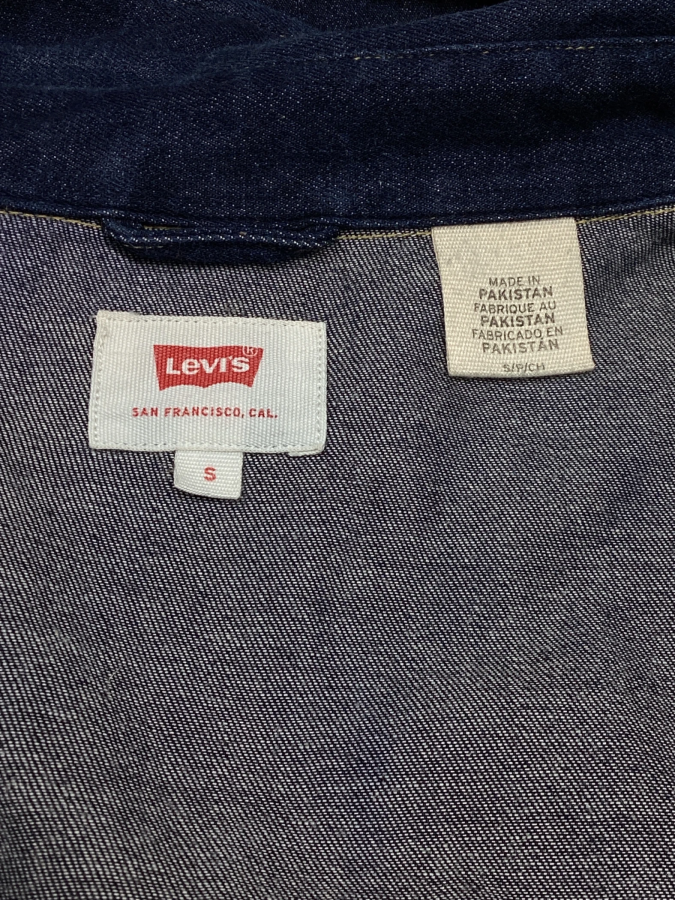 LEVI'S®
SAN FRANCISCO, CAL.
S
MADE IN
PAKISTAN
FABRIQUE AU
PAKISTAN
FABRICADO EN
PAKISTAN
S/P/CH